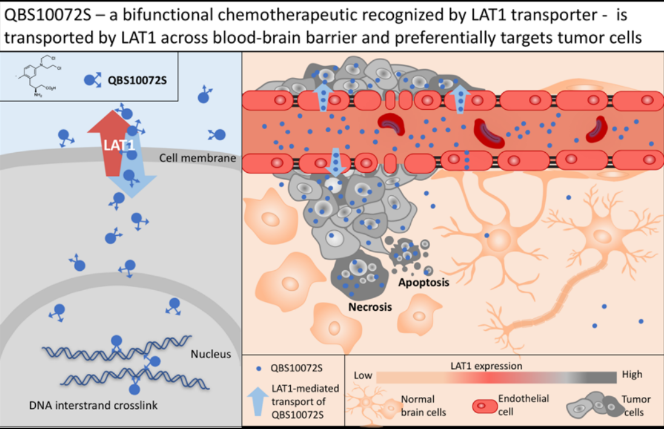 QBS10072S – a bifunctional chemotherapeutic recognized by LAT1 transporter - is
transported by LAT1 across blood-brain barrier and preferentially targets tumor cells
QBS10072S
LAT1
Cell membrane
Nucleus
DNA interstrand crosslink
Apoptosis
Necrosis
QBS10072S
LAT1-mediated
transport of
QBS10072S
LAT1 expression
Low
High
Normal
brain cells
Endothelial
cell
Tumor
cells